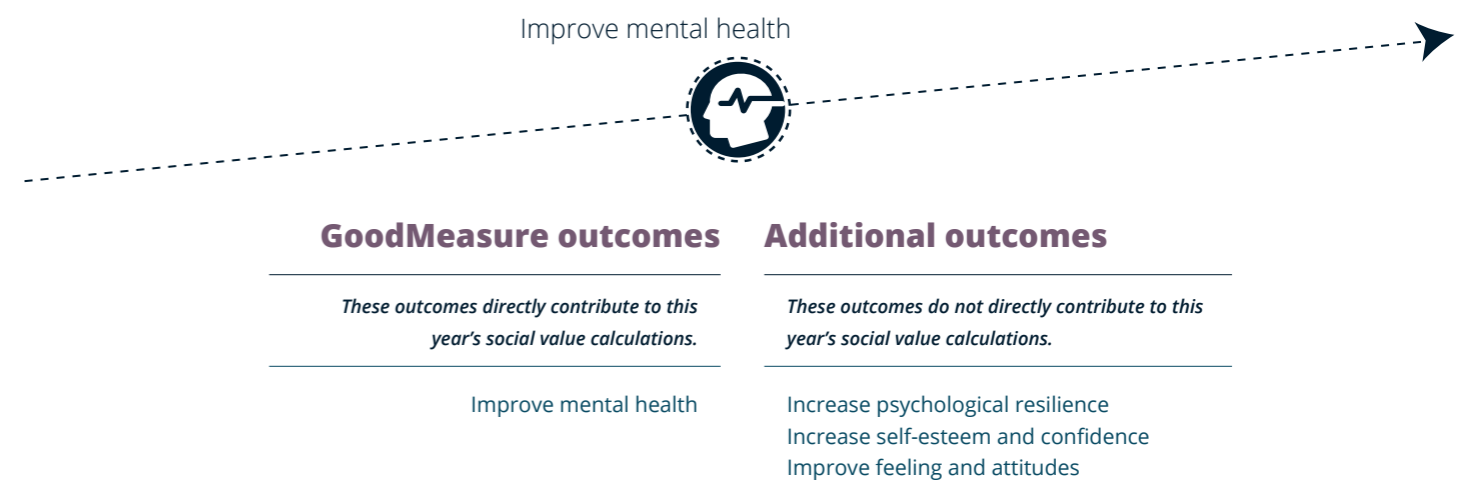 Improve mental health
GoodMeasure outcomes
These outcomes directly contribute to this
year’s social value calculations.
Improve mental health
Additional outcomes
These outcomes do not directly contribute to this
year’s social value calculations.
Increase psychological resilience
Increase self-esteem and confidence
Improve feeling and attitudes